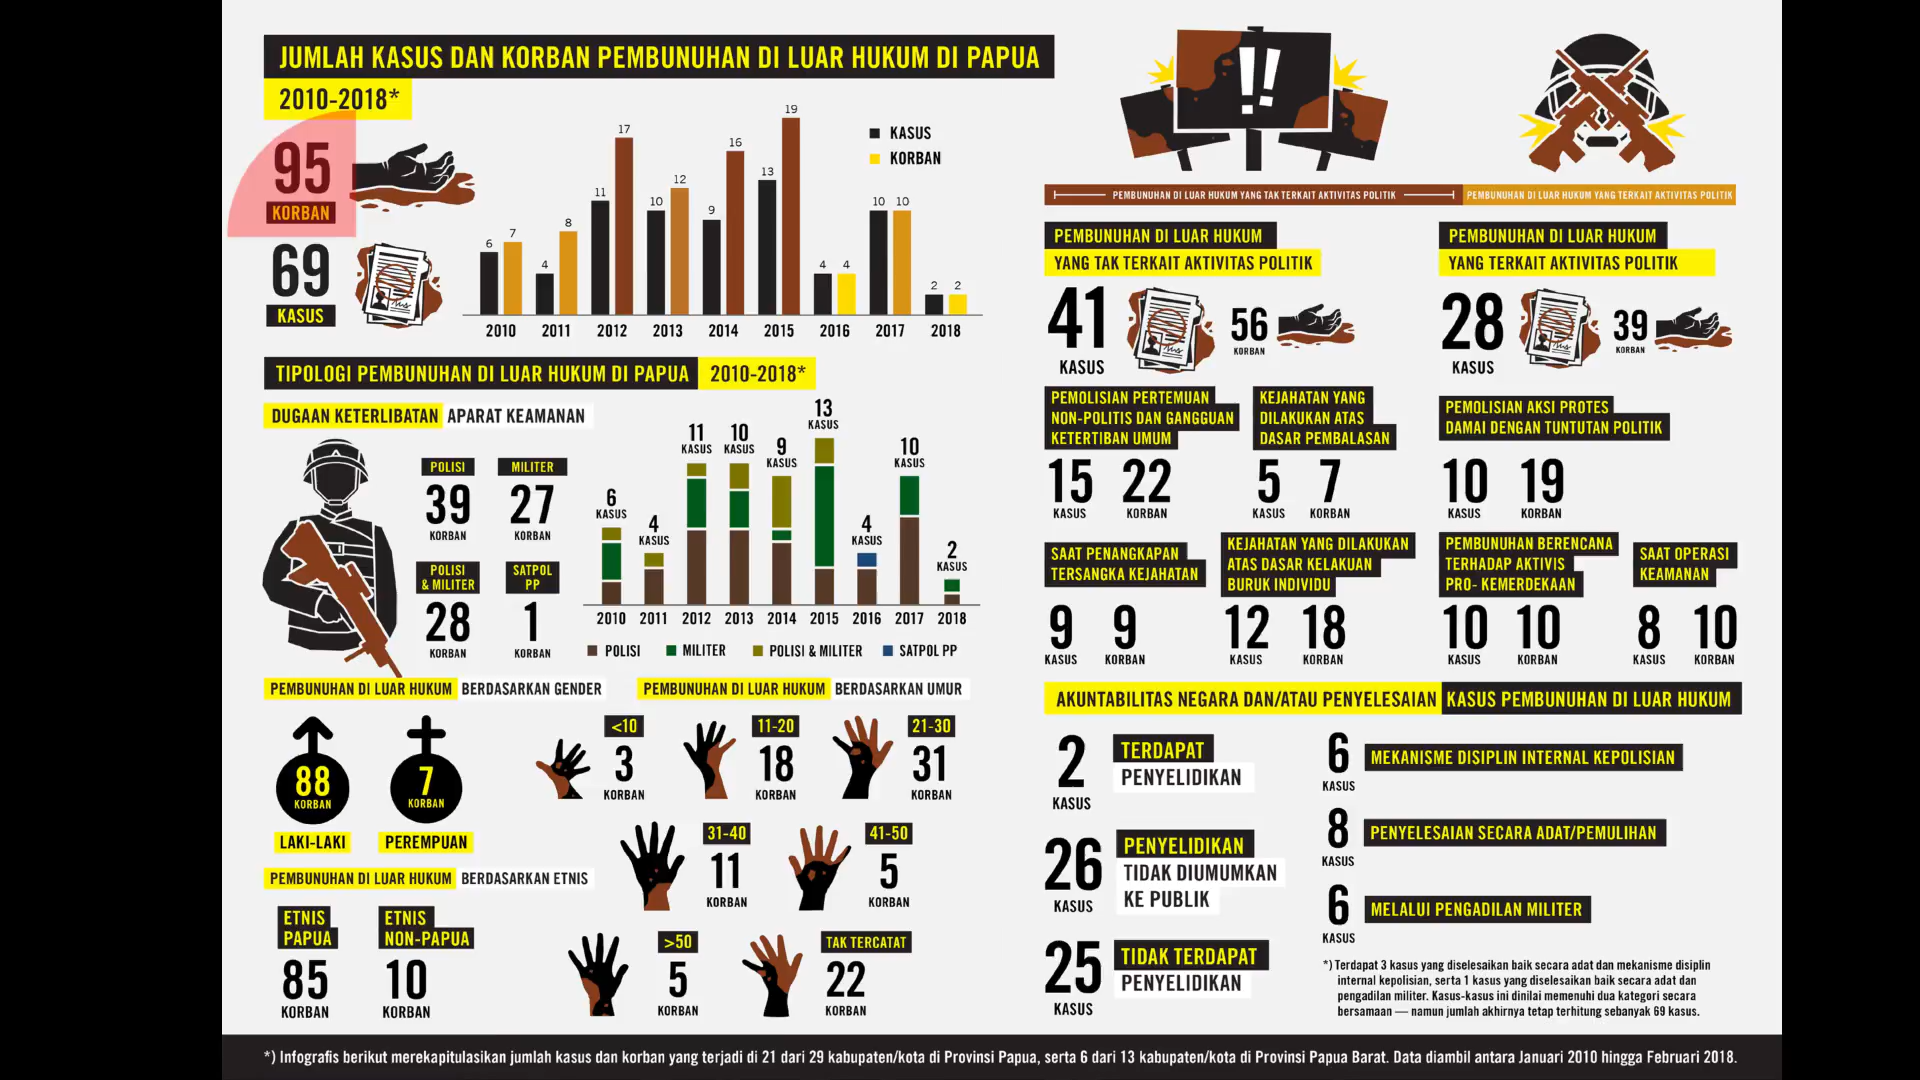 JUMLAH KASUS DAN KORBAN PEMBUNUHAN DI LUAR HUKUM DI PAPUA
2010-2018*
95
KORBAN
69
KASUS
KASUS
KORBAN
6 7 4 8 11 17 10 12 9 16 13 19 4 4 10 10 2 2
2010 2011 2012 2013 2014 2015 2016 2017 2018
TIPOLOGI PEMBUNUHAN DI LUAR HUKUM DI PAPUA 2010-2018*
DUGAAN KETERLIBATAN APARAT KEAMANAN
POLISI
39
KORBAN
MILITER
27
KORBAN
POLISI
& MILITER
28
KORBAN
SATPOL
PP
1
KORBAN
6
KASUS
4
KASUS
11
KASUS
10
KASUS
9
KASUS
13
KASUS
4
KASUS
10
KASUS
2
KASUS
2010 2011 2012 2013 2014 2015 2016 2017 2018
POLISI MILITER POLISI & MILITER SATPOL PP
PEMBUNUHAN DI LUAR HUKUM BERDASARKAN GENDER
88
KORBAN
LAKI-LAKI
7
KORBAN
PEREMPUAN
PEMBUNUHAN DI LUAR HUKUM BERDASARKAN ETNIS
ETNIS
PAPUA
85
KORBAN
ETNIS
NON-PAPUA
10
KORBAN
PEMBUNUHAN DI LUAR HUKUM BERDASARKAN UMUR
<10
3
KORBAN
11-20
18
KORBAN
21-30
31
KORBAN
31-40
11
KORBAN
41-50
5
KORBAN
>50
5
KORBAN
TAK TERCATAT
22
KORBAN
!!
PEMBUNUHAN DI LUAR HUKUM YANG TAK TERKAIT AKTIVITAS POLITIK
PEMBUNUHAN DI LUAR HUKUM YANG TERKAIT AKTIVITAS POLITIK
PEMBUNUHAN DI LUAR HUKUM
YANG TAK TERKAIT AKTIVITAS POLITIK
41
KASUS
56
KORBAN
PEMOLISIAN PERTEMUAN
NON-POLITIS DAN GANGGUAN
KETERTIBAN UMUM
15
KASUS
22
KORBAN
KEJAHATAN YANG
DILAKUKAN ATAS
DASAR PEMBALASAN
5
KASUS
7
KORBAN
SAAT PENANGKAPAN
TERSANGKA KEJAHATAN
9
KASUS
9
KORBAN
KEJAHATAN YANG DILAKUKAN
ATAS DASAR KELAKUAN
BURUK INDIVIDU
12
KASUS
18
KORBAN
PEMBUNUHAN DI LUAR HUKUM
YANG TERKAIT AKTIVITAS POLITIK
28
KASUS
39
KORBAN
PEMOLISIAN AKSI PROTES
DAMAI DENGAN TUNTUTAN POLITIK
10
KASUS
19
KORBAN
PEMBUNUHAN BERENCANA
TERHADAP AKTIVIS
PRO- KEMERDEKAAN
10
KASUS
10
KORBAN
SAAT OPERASI
KEAMANAN
8
KASUS
10
KORBAN
AKUNTABILITAS NEGARA DAN/ATAU PENYELESAIAN KASUS PEMBUNUHAN DI LUAR HUKUM
2
KASUS
TERDAPAT
PENYELIDIKAN
26
KASUS
PENYELIDIKAN
TIDAK DIUMUMKAN
KE PUBLIK
25
KASUS
TIDAK TERDAPAT
PENYELIDIKAN
6
KASUS
MEKANISME DISIPLIN INTERNAL KEPOLISIAN
8
KASUS
PENYELESAIAN SECARA ADAT/PEMULIHAN
6
KASUS
MELALUI PENGADILAN MILITER
*) Terdapat 3 kasus yang diselesaikan baik secara adat dan mekanisme disiplin
internal kepolisian, serta 1 kasus yang diselesaikan baik secara adat dan
pengadilan militer. Kasus-kasus ini dinilai memenuhi dua kategori secara
bersamaan — namun jumlah akhirnya tetap terhitung sebanyak 69 kasus.
*) Infografis berikut merekapitulasikan jumlah kasus dan korban yang terjadi di 21 dari 29 kabupaten/kota di Provinsi Papua, serta 6 dari 13 kabupaten/kota di Provinsi Papua Barat. Data diambil antara Januari 2010 hingga Februari 2018.